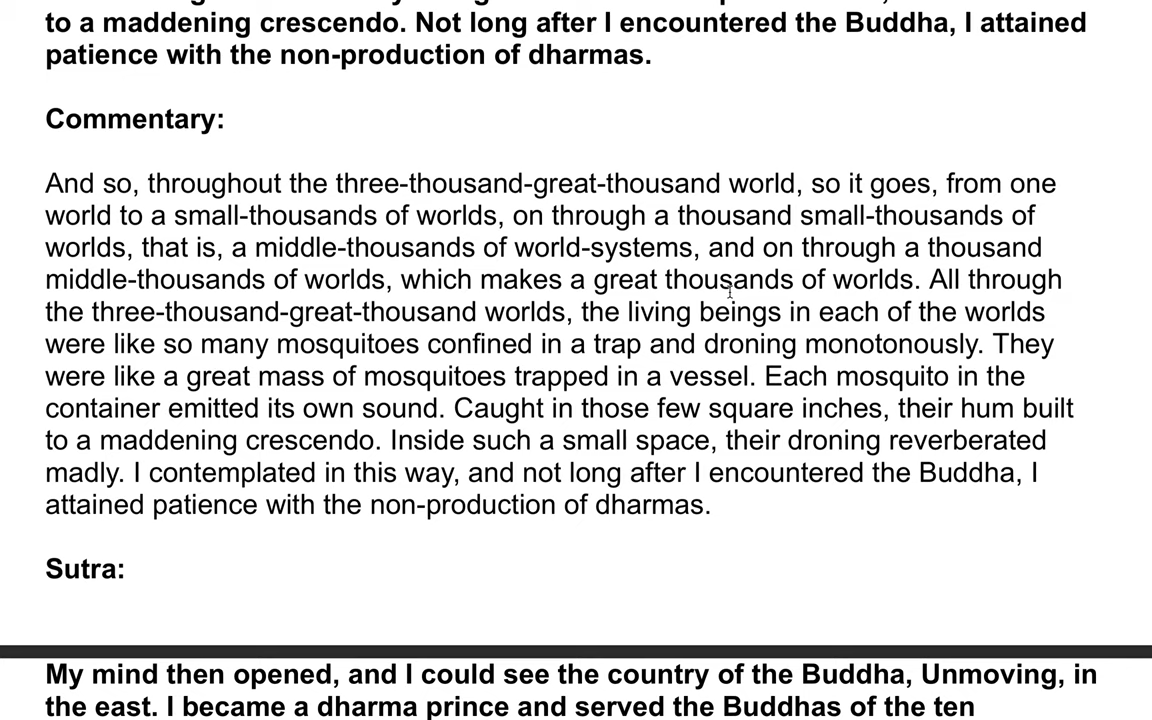 to a maddening crescendo. Not long after I encountered the Buddha, I attained
patience with the non-production of dharmas.
Commentary:
And so, throughout the three-thousand-great-thousand world, so it goes, from one
world to a small-thousands of worlds, on through a thousand small-thousands of
worlds, that is, a middle-thousands of world-systems, and on through a thousand
middle-thousands of worlds, which makes a great thousands of worlds. All through
the three-thousand-great-thousand worlds, the living beings in each of the worlds
were like so many mosquitoes confined in a trap and droning monotonously. They
were like a great mass of mosquitoes trapped in a vessel. Each mosquito in the
container emitted its own sound. Caught in those few square inches, their hum built
to a maddening crescendo. Inside such a small space, their droning reverberated
madly. I contemplated in this way, and not long after I encountered the Buddha, I
attained patience with the non-production of dharmas.
Sutra:
My mind then opened, and I could see the country of the Buddha, Unmoving, in
the east. I became a dharma prince and served the Buddhas of the ten